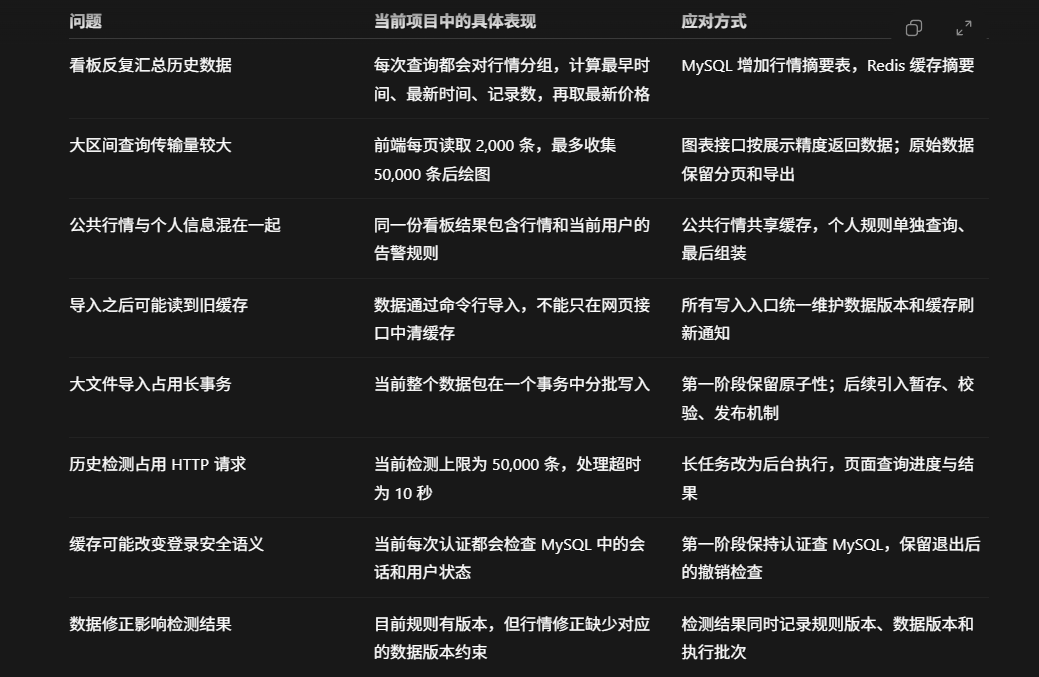 问题 当前项目中的具体表现 应对方式
看板反复汇总历史数据 每次查询都会对行情分组，计算最早时 MySQL 增加行情摘要表，Redis 缓存摘要
间、最新时间、记录数，再取最新价格
大区间查询传输量较大 前端每页读取 2,000 条，最多收集 图表接口按展示精度返回数据；原始数据
50,000 条后绘图 保留分页和导出
公共行情与个人信息混在一起 同一份看板结果包含行情和当前用户的 公共行情共享缓存，个人规则单独查询、
告警规则 最后组装
导入之后可能读到旧缓存 数据通过命令行导入，不能只在网页接 所有写入入口统一维护数据版本和缓存刷
口中清缓存 新通知
大文件导入占用长事务 当前整个数据包在一个事务中分批写入 第一阶段保留原子性；后续引入暂存、校
验、发布机制
历史检测占用 HTTP 请求 当前检测上限为 50,000 条，处理超时 长任务改为后台执行，页面查询进度与结
为 10 秒 果
缓存可能改变登录安全语义 当前每次认证都会检查 MySQL 中的会 第一阶段保持认证查 MySQL，保留退出后
话和用户状态 的撤销检查
数据修正影响检测结果 目前规则有版本，但行情修正缺少对应 检测结果同时记录规则版本、数据版本和
的数据版本约束 执行批次